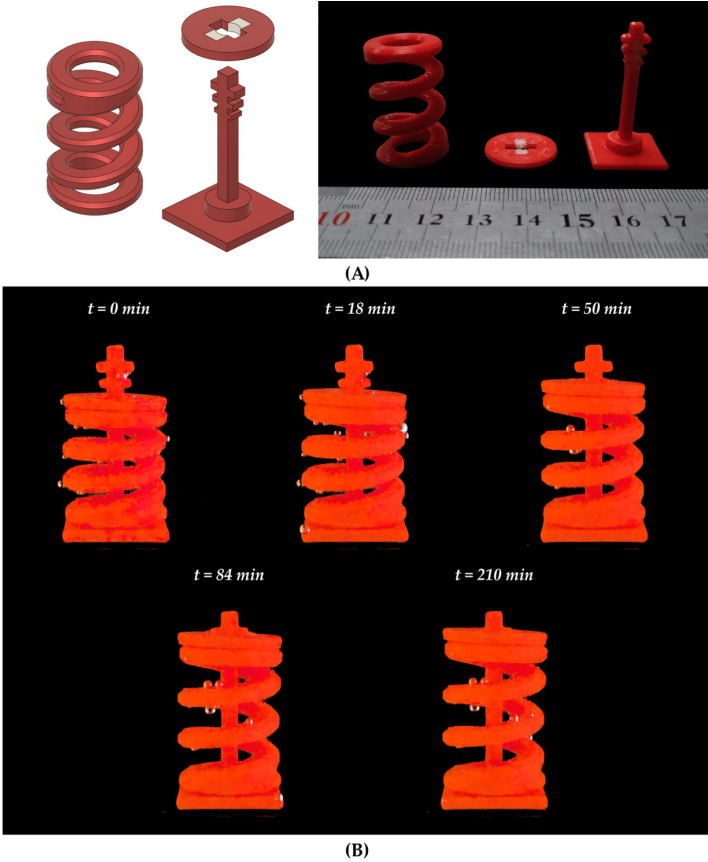 10 11 12 13 14 15 16 17
(A)
t = 0 min t = 18 min t = 50 min
t = 84 min t = 210 min
(B)